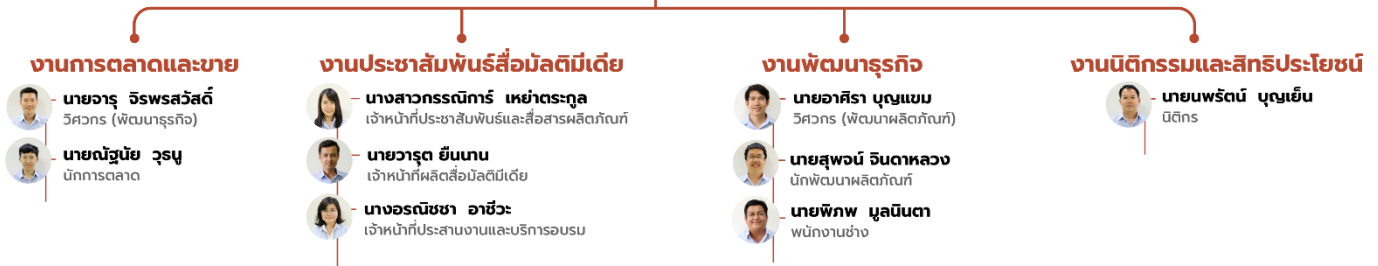 งานการตลาดและขาย
นายจารุ จิรพรสวัสดิ์
วิศวกร (พัฒนาธุรกิจ)
นายณัฐนัย วุธนู
นักการตลาด
งานประชาสัมพันธ์สื่อมัลติมีเดีย
นางสาวกรรณิการ์ เหย่าตระกูล
เจ้าหน้าที่ประชาสัมพันธ์และสื่อสารผลิตภัณฑ์
นายวารุต ยืนนาน
เจ้าหน้าที่ผลิตสื่อมัลติมีเดีย
นางอรณิชชา อาชีวะ
เจ้าหน้าที่ประสานงานและบริการอบรม
งานพัฒนาธุรกิจ
นายอาศิรา บุญแขม
วิศวกร (พัฒนาผลิตภัณฑ์)
นายสุพจน์ จินดาหลวง
นักพัฒนาผลิตภัณฑ์
นายพิภพ มูลนินตา
พนักงานช่าง
งานนิติกรรมและสิทธิประโยชน์
นายนพรัตน์ บุญเย็น
นิติกร